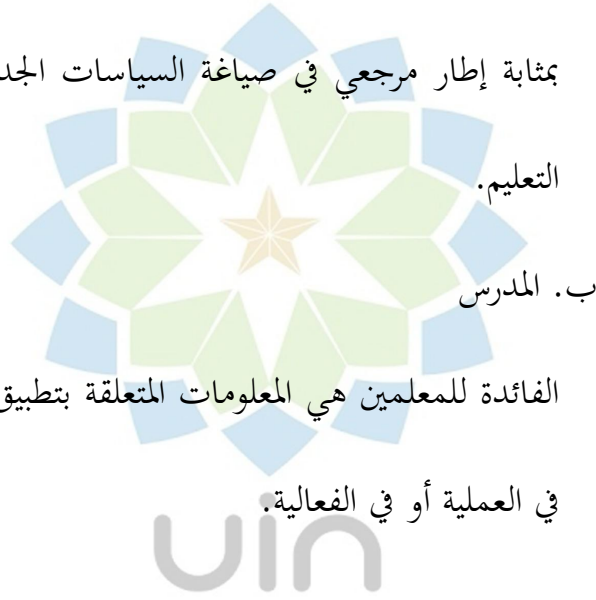 بمثابة إطار مرجعي في صياغة السياسات الجد
التعليم.
ب. المدرس
الفائدة للمعلمين هي المعلومات المتعلقة بتطبيق
في العملية أو في الفعالية.
uin